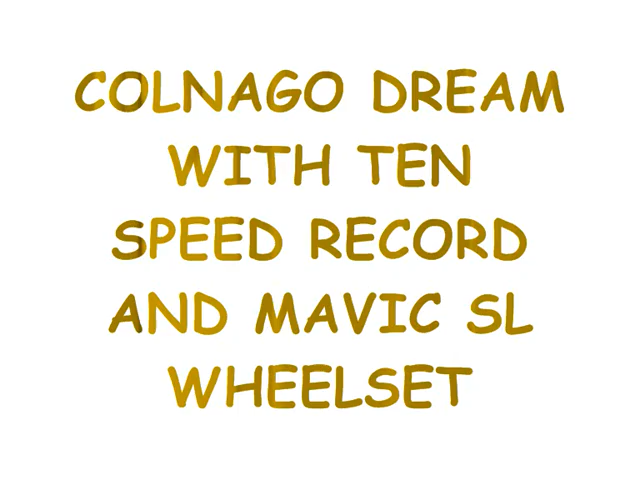 COLNAGO DREAM
WITH TEN
SPEED RECORD
AND MAVIC SL
WHEELSET